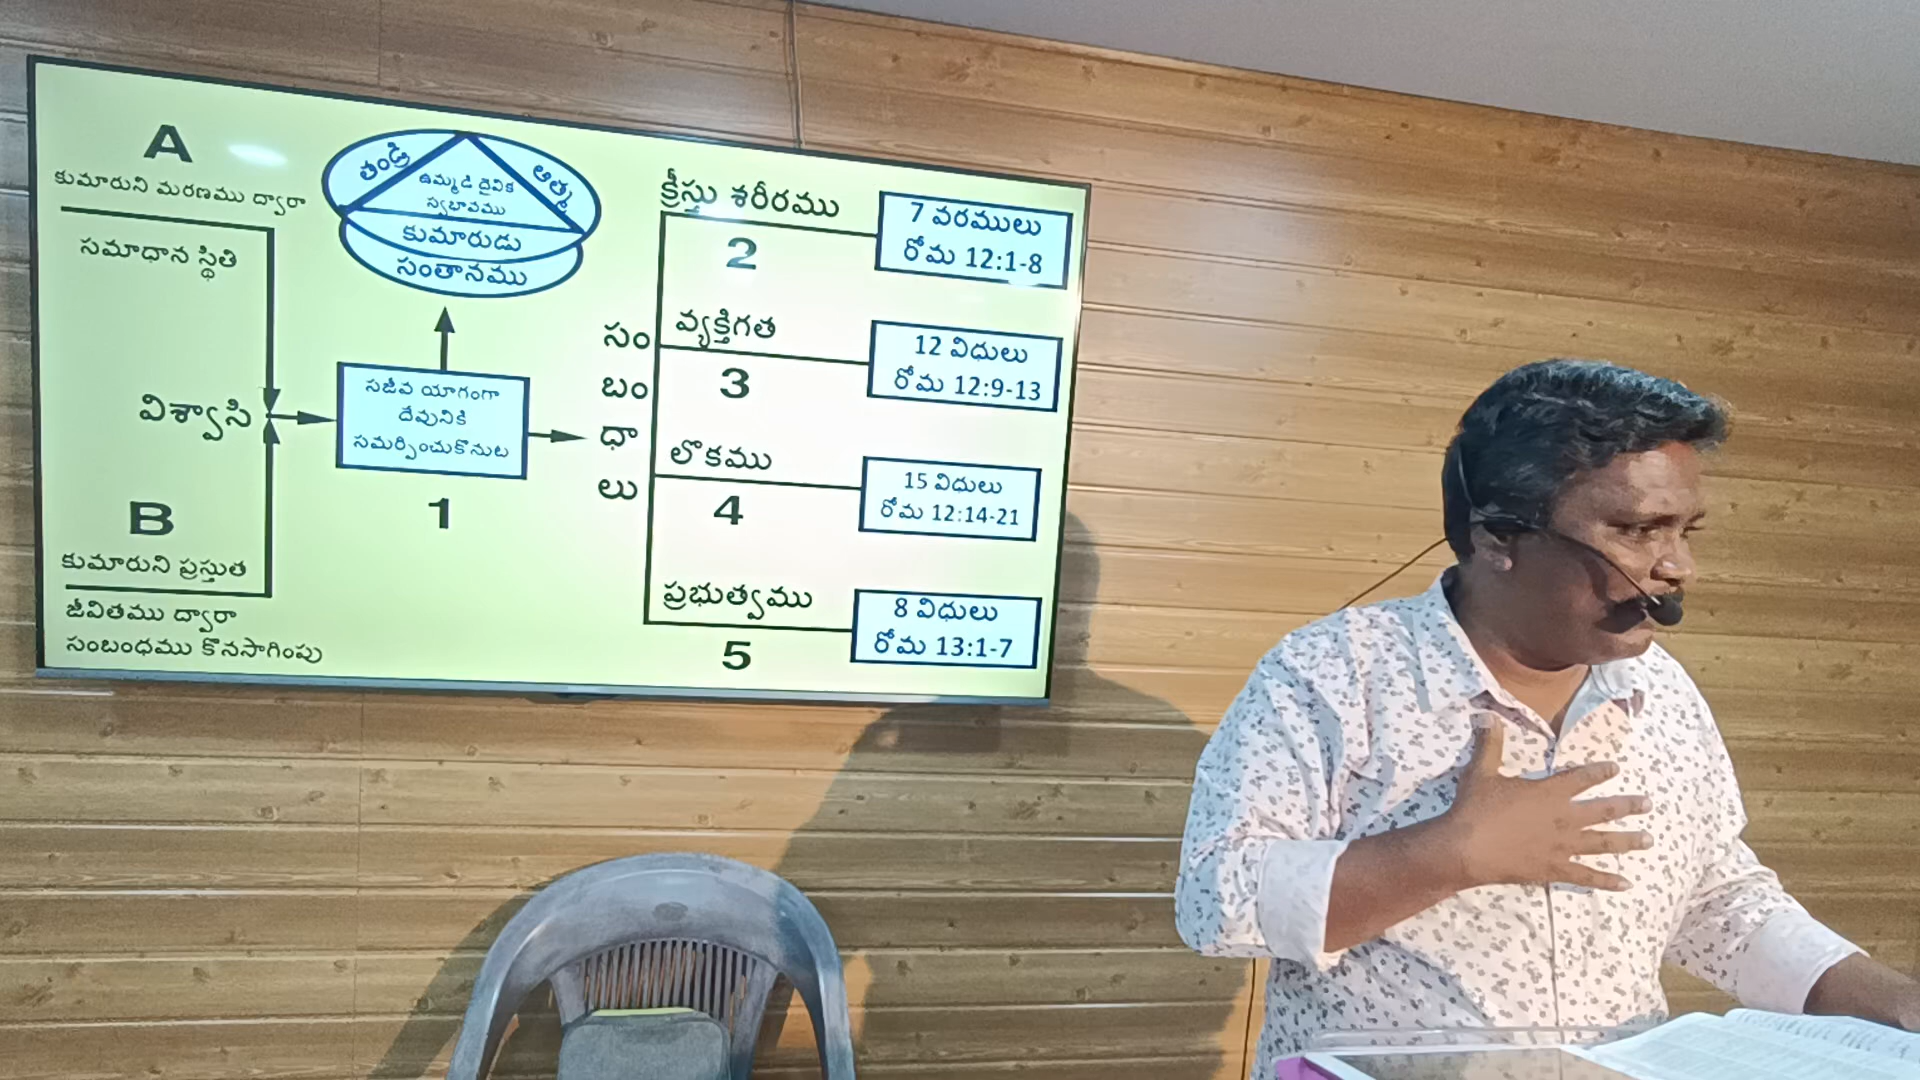 A
కుమారుని మరణము ద్వారా
సమాధాన స్థితి
విశ్వాసి
B
కుమారుని ప్రస్తుత
జీవితము ద్వారా
సంబంధము కొనసాగింపు
తండ్రి
ఆత్మ
ఉమ్మడి దైవిక
స్వభావము
కుమారుడు
సంతానము
సజీవ యాగంగా
దేవునికి
సమర్పించుకొనుట
1
సం
బం
ధా
లు
క్రీస్తు శరీరము
2
7 వరములు
రోమ 12:1-8
వ్యక్తిగత
3
12 విధులు
రోమ 12:9-13
లొకము
4
15 విధులు
రోమ 12:14-21
ప్రభుత్వము
5
8 విధులు
రోమ 13:1-7